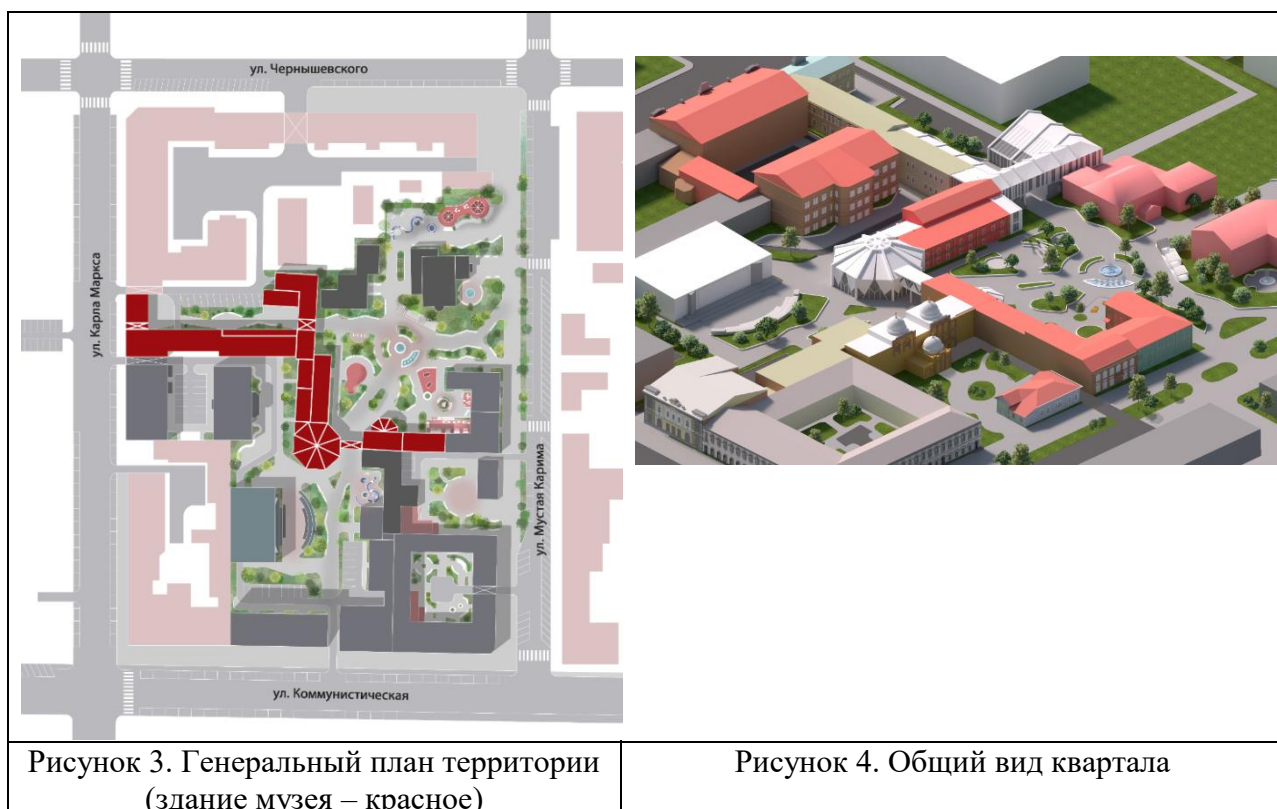 ул. Чернышевского
ул. Карла Маркса
ул. Мустая Карима
ул. Коммунистическая
Рисунок 3. Генеральный план территории
(здание музея – красное)
Рисунок 4. Общий вид квартала